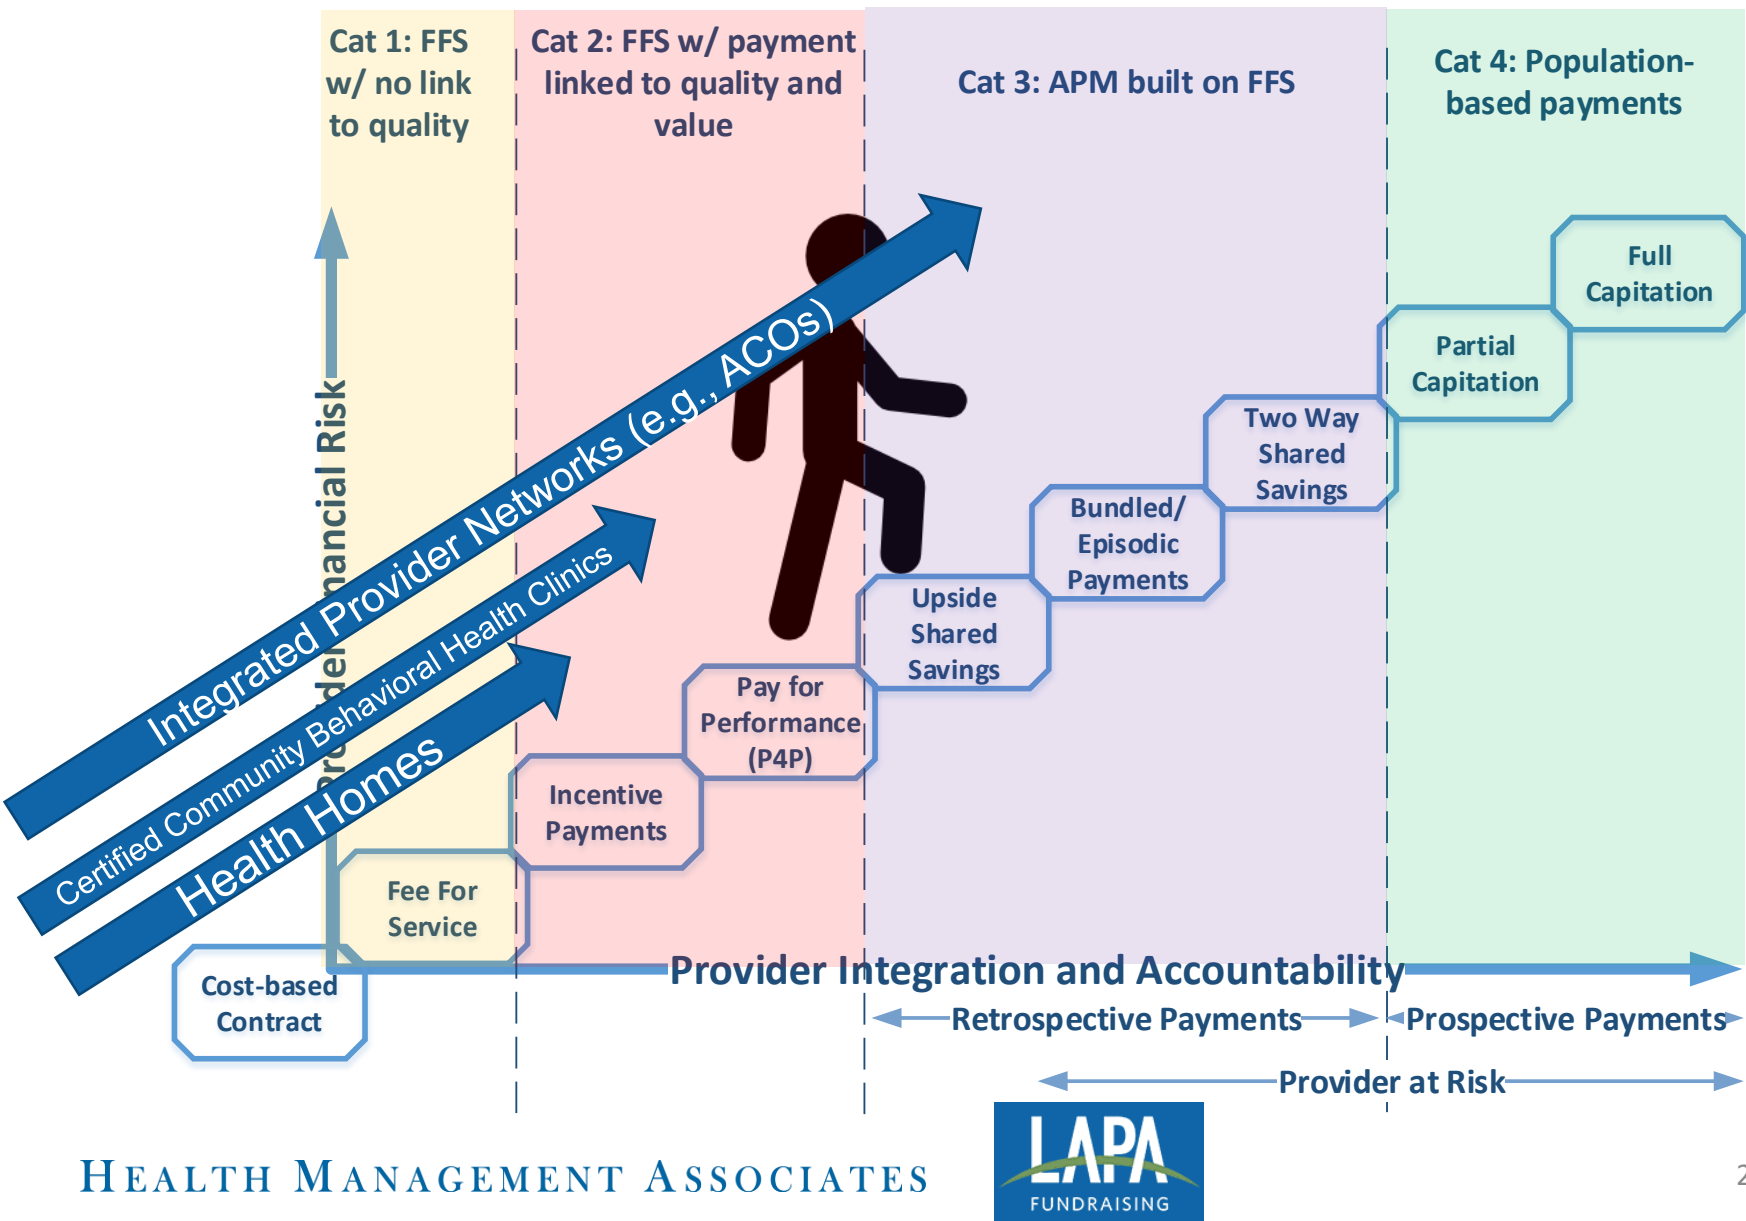 Cat 1: FFS
w/ no link
to quality
Cat 2: FFS w/ payment
linked to quality and
value
Cat 3: APM built on FFS
Cat 4: Population-
based payments
Full
Capitation
Partial
Capitation
Two Way
Shared
Savings
Bundled/
Episodic
Payments
Upside
Shared
Savings
Pay for
Performance
(P4P)
Incentive
Payments
Fee For
Service
Cost-based
Contract
Integrated Provider Networks (e.g., ACOs)
Certified Community Behavioral Health Clinics
Health Homes
Risk
Provider Integration and Accountability
Retrospective Payments
Prospective Payments
Provider at Risk
HEALTH MANAGEMENT ASSOCIATES
LAPA
FUNDRAISING
2